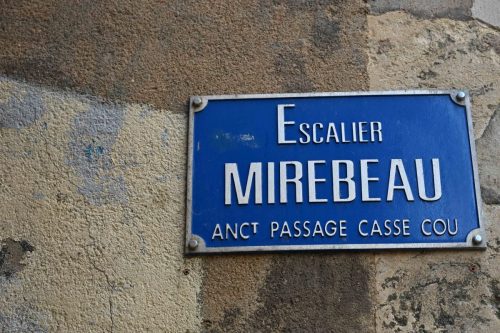 ESCALIER
MIREBEAU
ANCT PASSAGE CASSE COU